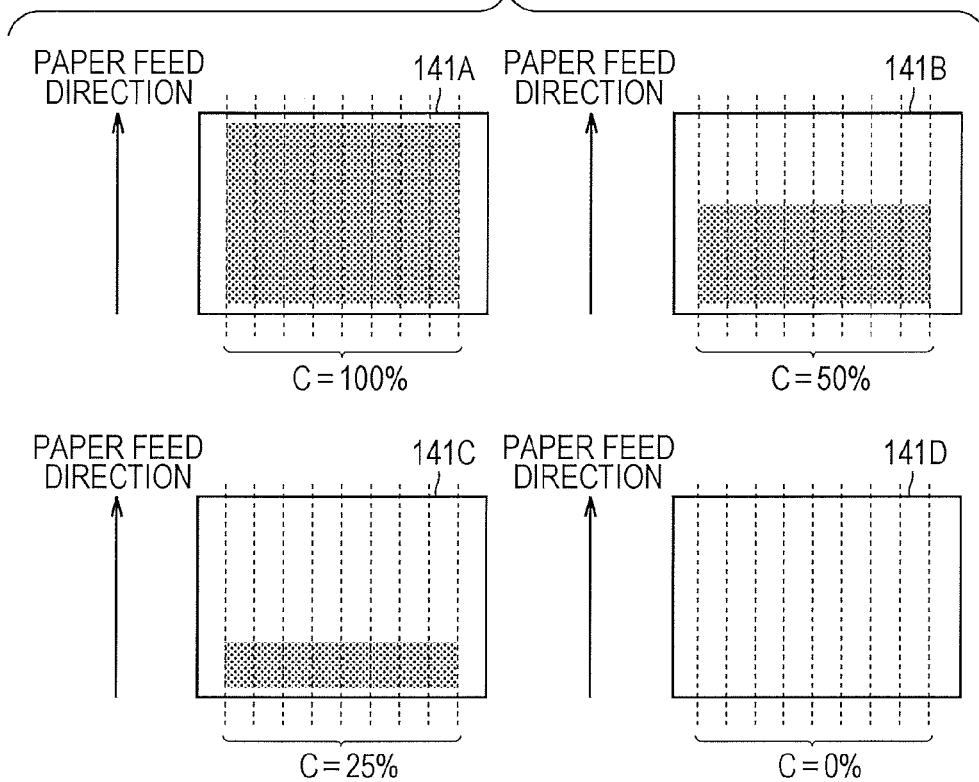 PAPER FEED
DIRECTION
141A
C=100%
PAPER FEED
DIRECTION
141B
C=50%
PAPER FEED
DIRECTION
141C
C=25%
PAPER FEED
DIRECTION
141D
C=0%